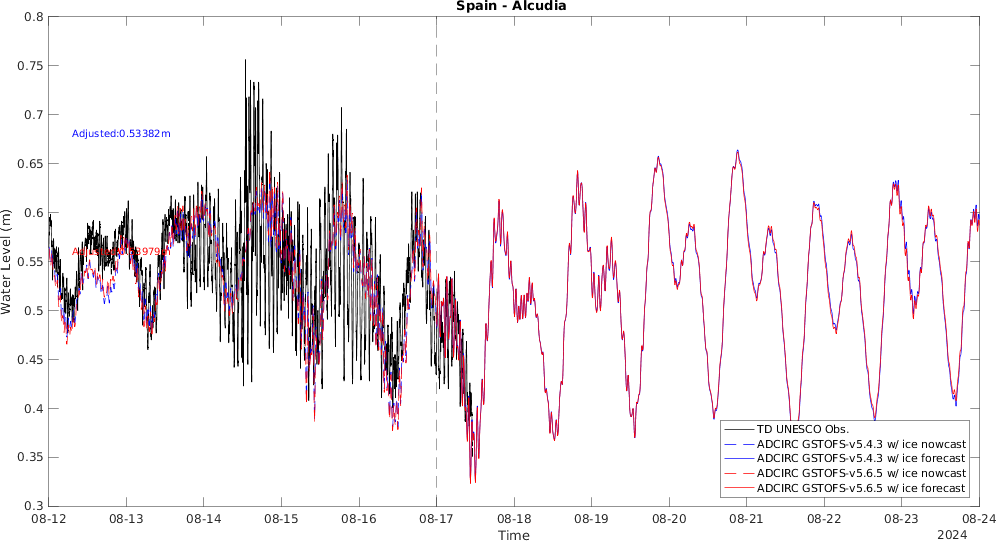 Spain - Alcudia
0.8
0.75
0.7
0.65
0.6
0.55
0.5
0.45
0.4
0.35
0.3
Water Level (m)
Adjusted:0.53382m
TD UNESCO Obs.
ADCIRC GSTOFS-v5.4.3 w/ ice nowcast
ADCIRC GSTOFS-v5.4.3 w/ ice forecast
ADCIRC GSTOFS-v5.6.5 w/ ice nowcast
ADCIRC GSTOFS-v5.6.5 w/ ice forecast
08-12 08-13 08-14 08-15 08-16 08-17 08-18 08-19 08-20 08-21 08-22 08-23 08-24
Time
2024